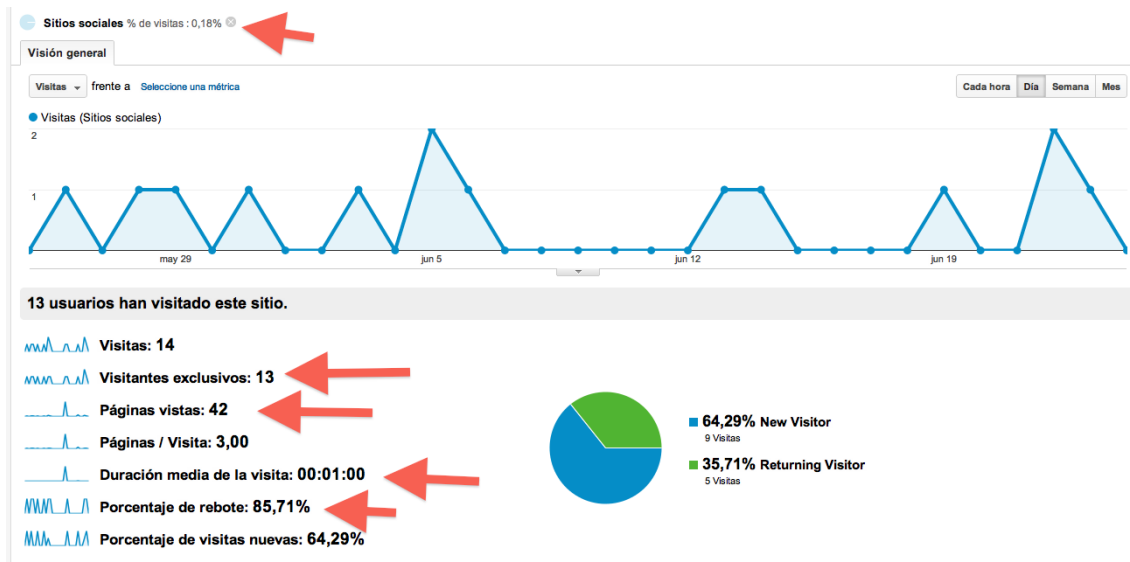 Sitios sociales % de visitas : 0,18%
Visión general
Visitas frente a Seleccione una métrica
Cada hora Día Semana Mes
Visitas (Sitios sociales)
2
1
may 29 jun 5 jun 12 jun 19
13 usuarios han visitado este sitio.
Visitas: 14
Visitantes exclusivos: 13
Páginas vistas: 42
Páginas / Visita: 3,00
Duración media de la visita: 00:01:00
Porcentaje de rebote: 85,71%
Porcentaje de visitas nuevas: 64,29%
64,29% New Visitor
9 Visitas
35,71% Returning Visitor
5 Visitas